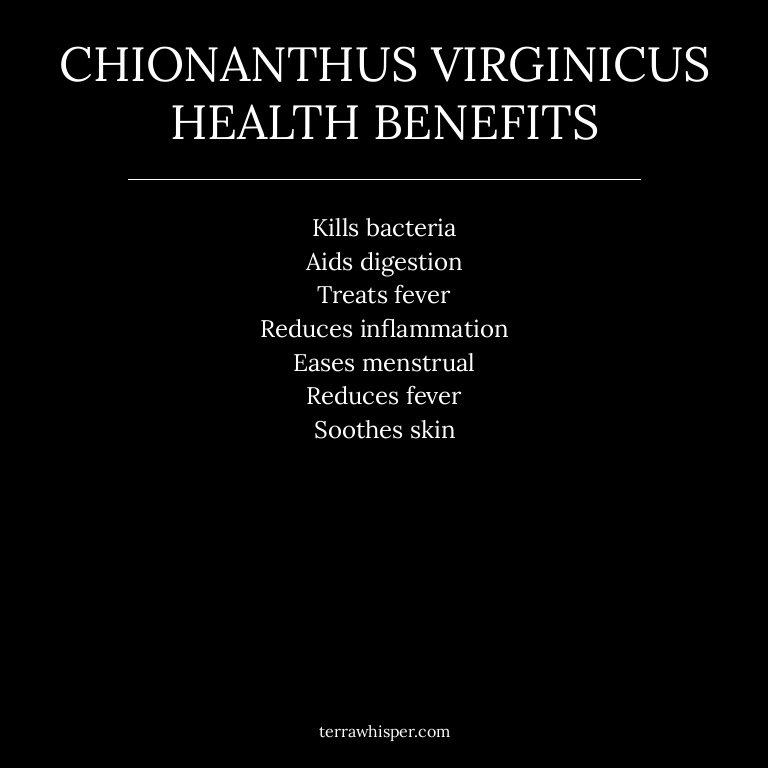 CHIONANTHUS VIRGINICUS
HEALTH BENEFITS
Kills bacteria
Aids digestion
Treats fever
Reduces inflammation
Eases menstrual
Reduces fever
Soothes skin
terrawhisper.com